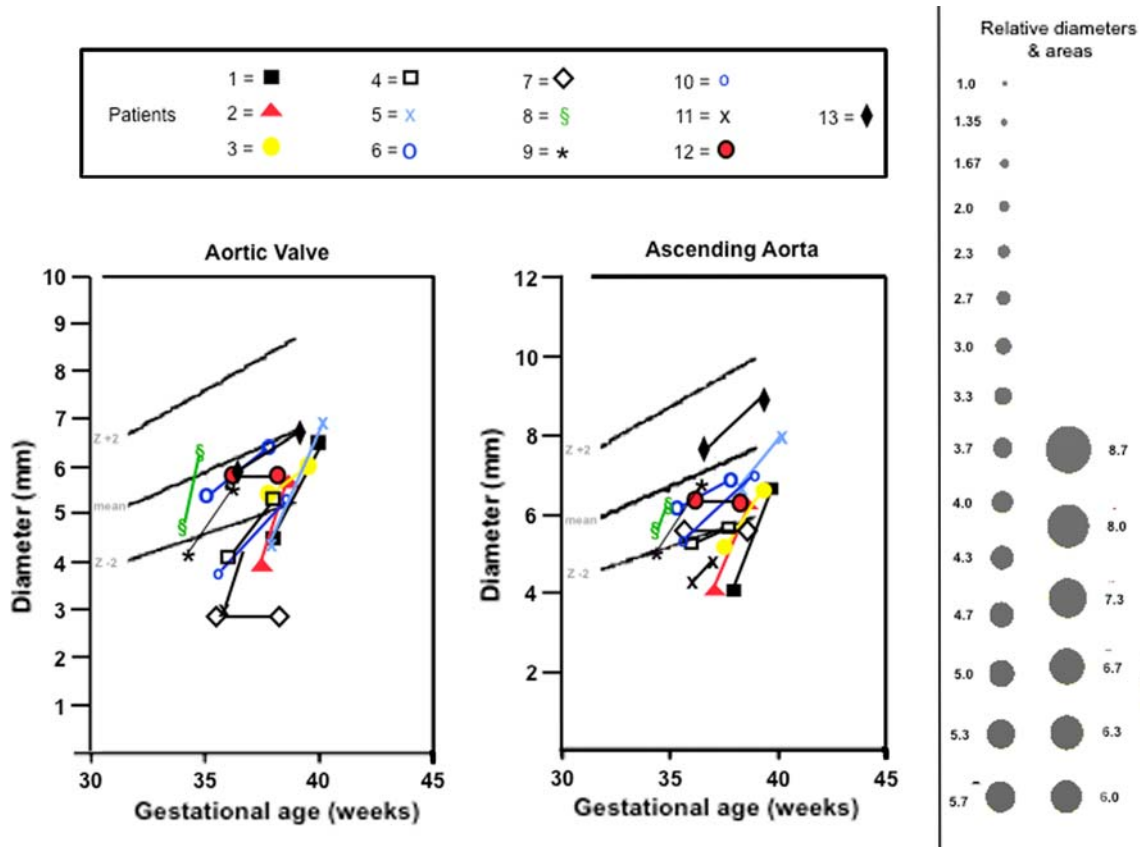 Relative diameters
& areas
Patients
1 = ■
4 = □
7 = ◇
10 = o
2 = ▲
5 = x
8 = §
11 = x
13 = ♦
3 = ●
6 = O
9 = *
12 = ●
Aortic Valve
10
9
8
7
6
5
4
3
2
1
Z +2
mean
Z -2
Diameter (mm)
30
35
40
45
Gestational age (weeks)
Ascending Aorta
12
10
8
6
4
2
Z +2
mean
Z -2
Diameter (mm)
30
35
40
45
Gestational age (weeks)
1.0
1.35
1.67
2.0
2.3
2.7
3.0
3.3
3.7
4.0
4.3
4.7
5.0
5.3
5.7
8.7
8.0
7.3
6.7
6.3
6.0